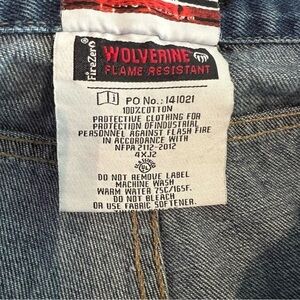 FireZero
WOLVERINE
FLAME RESISTANT
PO No.: 141021
100%COTTON
PROTECTIVE CLOTHING FOR
PROTECTION OF INDUSTRIAL
PERSONNEL AGAINST FLASH FIRE
IN ACCORDANCE WITH
NFPA 2112-2012
4XJ2
DO NOT REMOVE LABEL
MACHINE WASH
WARM WATER 75C/165F.
DO NOT BLEACH
OR USE FABRIC SOFTENER.